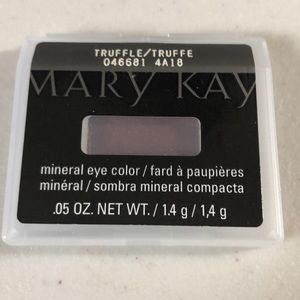 TRUFFLE/TRUFFE
046681 4A18
MARY KAY
mineral eye color / fard à paupières
minéral / sombra mineral compacta
.05 OZ. NET WT. / 1.4 g / 1,4 g